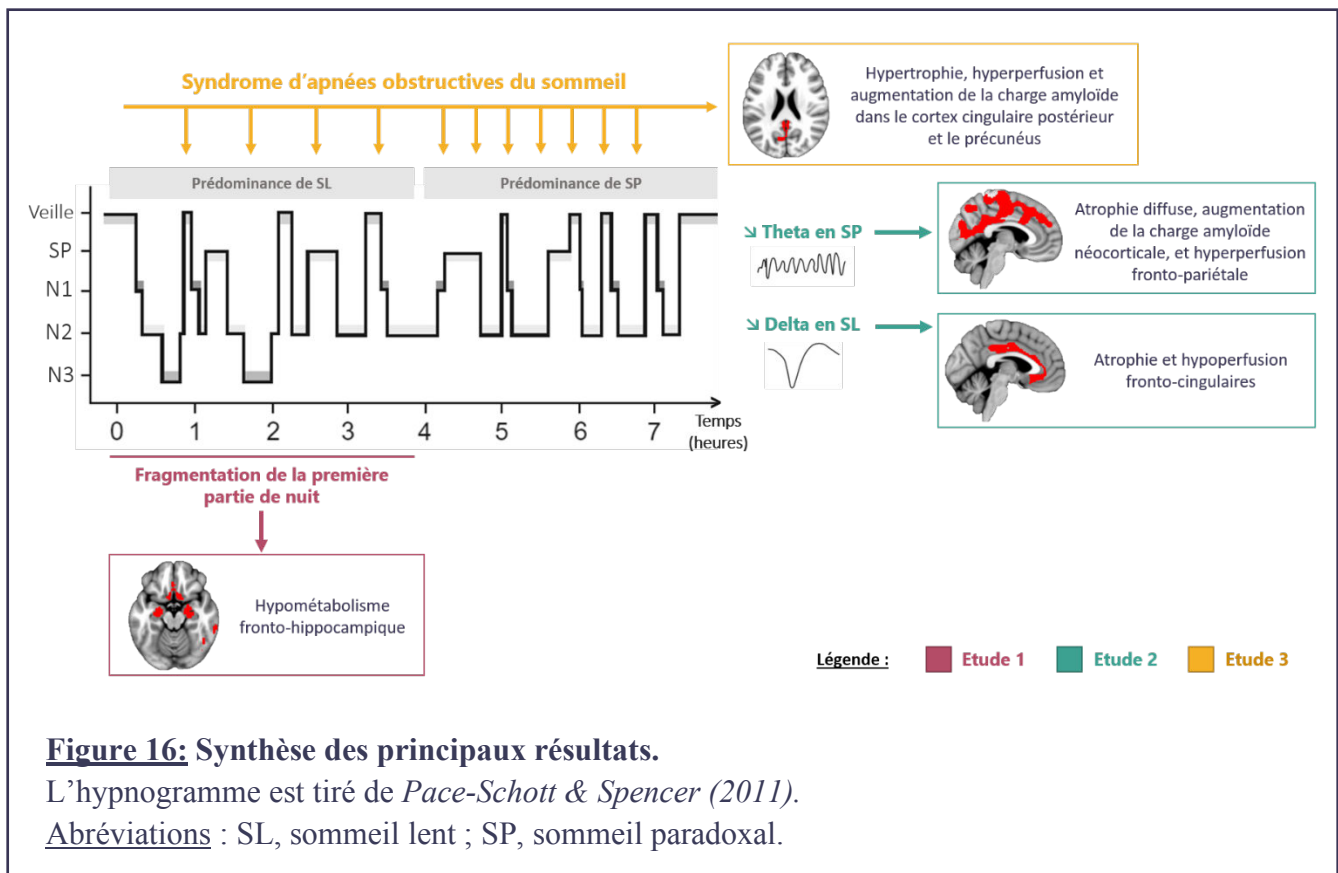 Syndrome d'apnées obstructives du sommeil
Hypertrophie, hyperperfusion et
augmentation de la charge amyloïde
dans le cortex cingulaire postérieur
et le précunéus
Prédominance de SL
Prédominance de SP
Veille
SP
N1
N2
N3
0
1
2
3
4
5
6
7
Temps
(heures)
↘ Theta en SP
Atrophie diffuse, augmentation
de la charge amyloïde
néocorticale, et hyperperfusion
fronto-pariétale
↘ Delta en SL
Atrophie et hypoperfusion
fronto-cingulaires
Fragmentation de la première
partie de nuit
Hypométabolisme
fronto-hippocampique
Légende :
Etude 1
Etude 2
Etude 3
Figure 16: Synthèse des principaux résultats.
L'hypnogramme est tiré de Pace-Schott & Spencer (2011).
Abréviations : SL, sommeil lent ; SP, sommeil paradoxal.